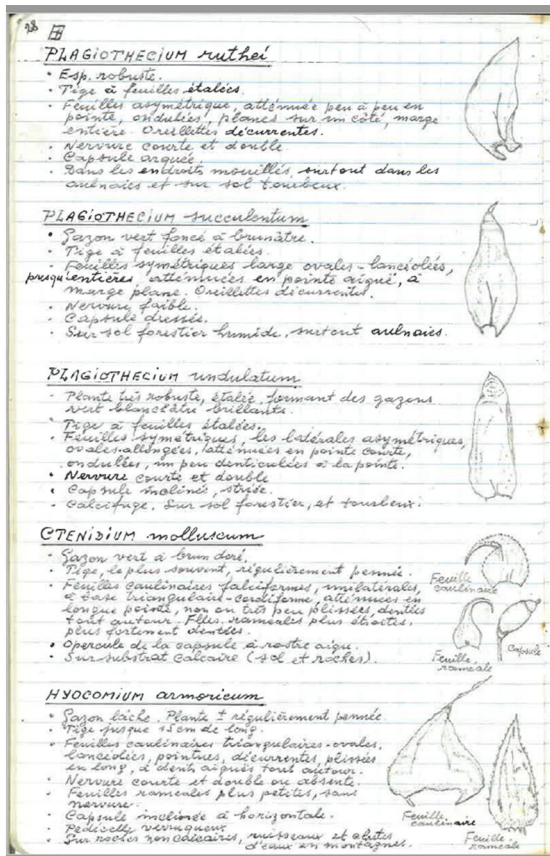 28
PLAGIOTHECIUM ruthei
• Esp. robuste.
• Tige à feuilles étalées.
• Feuilles asymétrique, atténuée peu à peu en
pointe, ondulées, planes sur un côté, marge
entière. Oreillettes décurrentes.
• Nervure courte et double.
• Capsule arquée.
• Dans les endroits mouillés, surtout dans les
aulnaies et sur sol tourbeux.
PLAGIOTHECIUM succulentum
• Gazon vert foncé à brunâtre.
• Tige à feuilles étalées.
• Feuilles symétriques large ovales-lancéolées,
presqu'entières, atténuées en pointe aiguë, à
marge plane. Oreillettes décurrentes.
• Nervure faible.
• Capsule dressée.
• Sur sol forestier humide, surtout aulnaies.
PLAGIOTHECIUM undulatum
• Plante très robuste, étalée, formant des gazons
vert blanchâtre brillants.
• Tige à feuilles étalées.
• Feuilles symétriques, les latérales asymétriques,
ovales-allongées, atténuées en pointe courte,
ondulées, un peu denticulées à la pointe.
• Nervure courte et double
• Capsule inclinée, striée.
• Calcifuge. Sur sol forestier, et tourbeux.
CTENIDIUM molluscum
• Gazon vert à brun doré.
• Tige, le plus souvent, régulièrement pennée.
• Feuilles caulinaires falciformes, unilatérales,
à base triangulaire-cordiforme, atténuées en
longue pointe, non ou très peu plissées, dentées
tout autour. Flles. raméales plus étroites,
plus fortement dentées.
• Opercule de la capsule à rostre aigu.
• Sur substrat calcaire (sol et roches).
Feuille
caulinaire
Feuille
raméale
Capsule
HYOCOMIUM armoricum
• Gazon lâche. Plante ± régulièrement pennée.
• Tige jusque 15 cm de long.
• Feuilles caulinaires triangulaires-ovales,
lancéolées, pointues, décurrentes, plissées
en long, à dents aiguës tout autour.
• Nervure courte et double ou absente.
• Feuilles raméales plus petites, sans
nervure.
• Capsule inclinée à horizontale.
• Pédicelle verruqueux.
• Sur roches non calcaires, ruisseaux et chutes
d'eaux en montagnes.
Feuille
caulinaire
Feuille
raméale